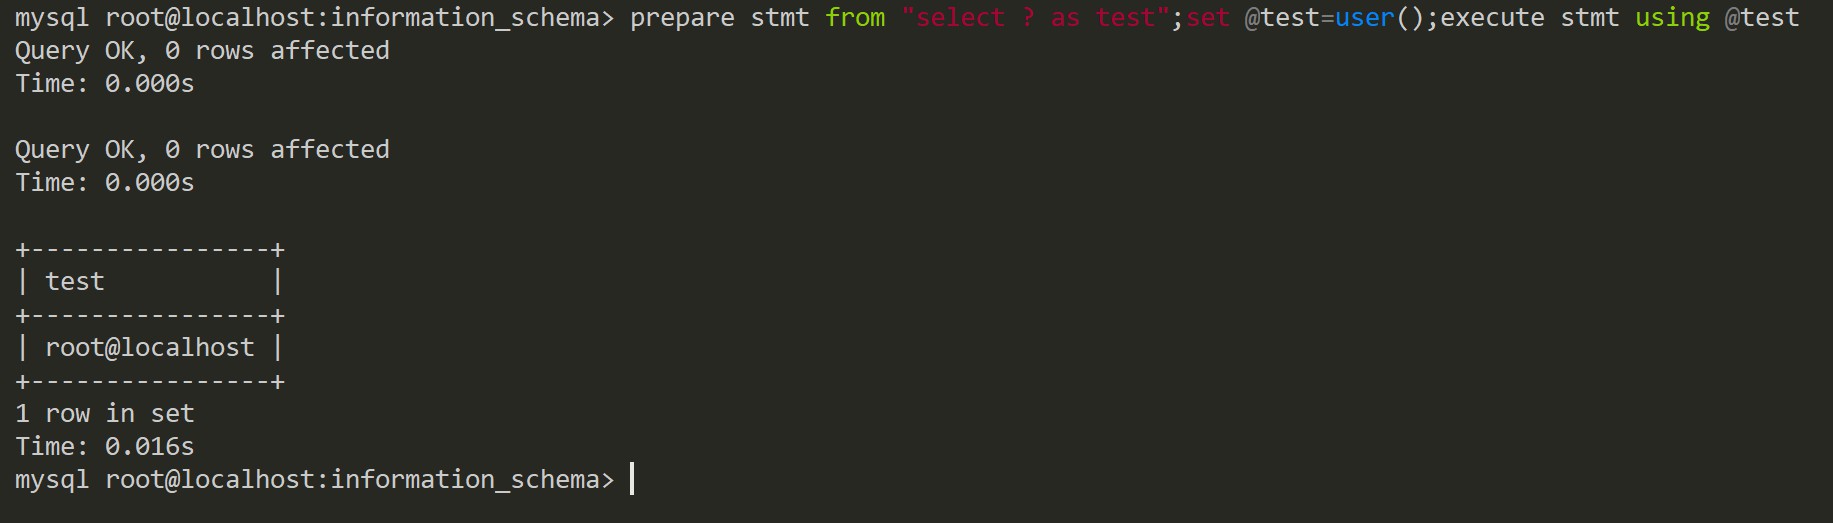 mysql root@localhost:information_schema> prepare stmt from "select ? as test";set @test=user();execute stmt using @test
Query OK, 0 rows affected
Time: 0.000s
Query OK, 0 rows affected
Time: 0.000s
+----------------+
| test           |
+----------------+
| root@localhost |
+----------------+
1 row in set
Time: 0.016s
mysql root@localhost:information_schema>